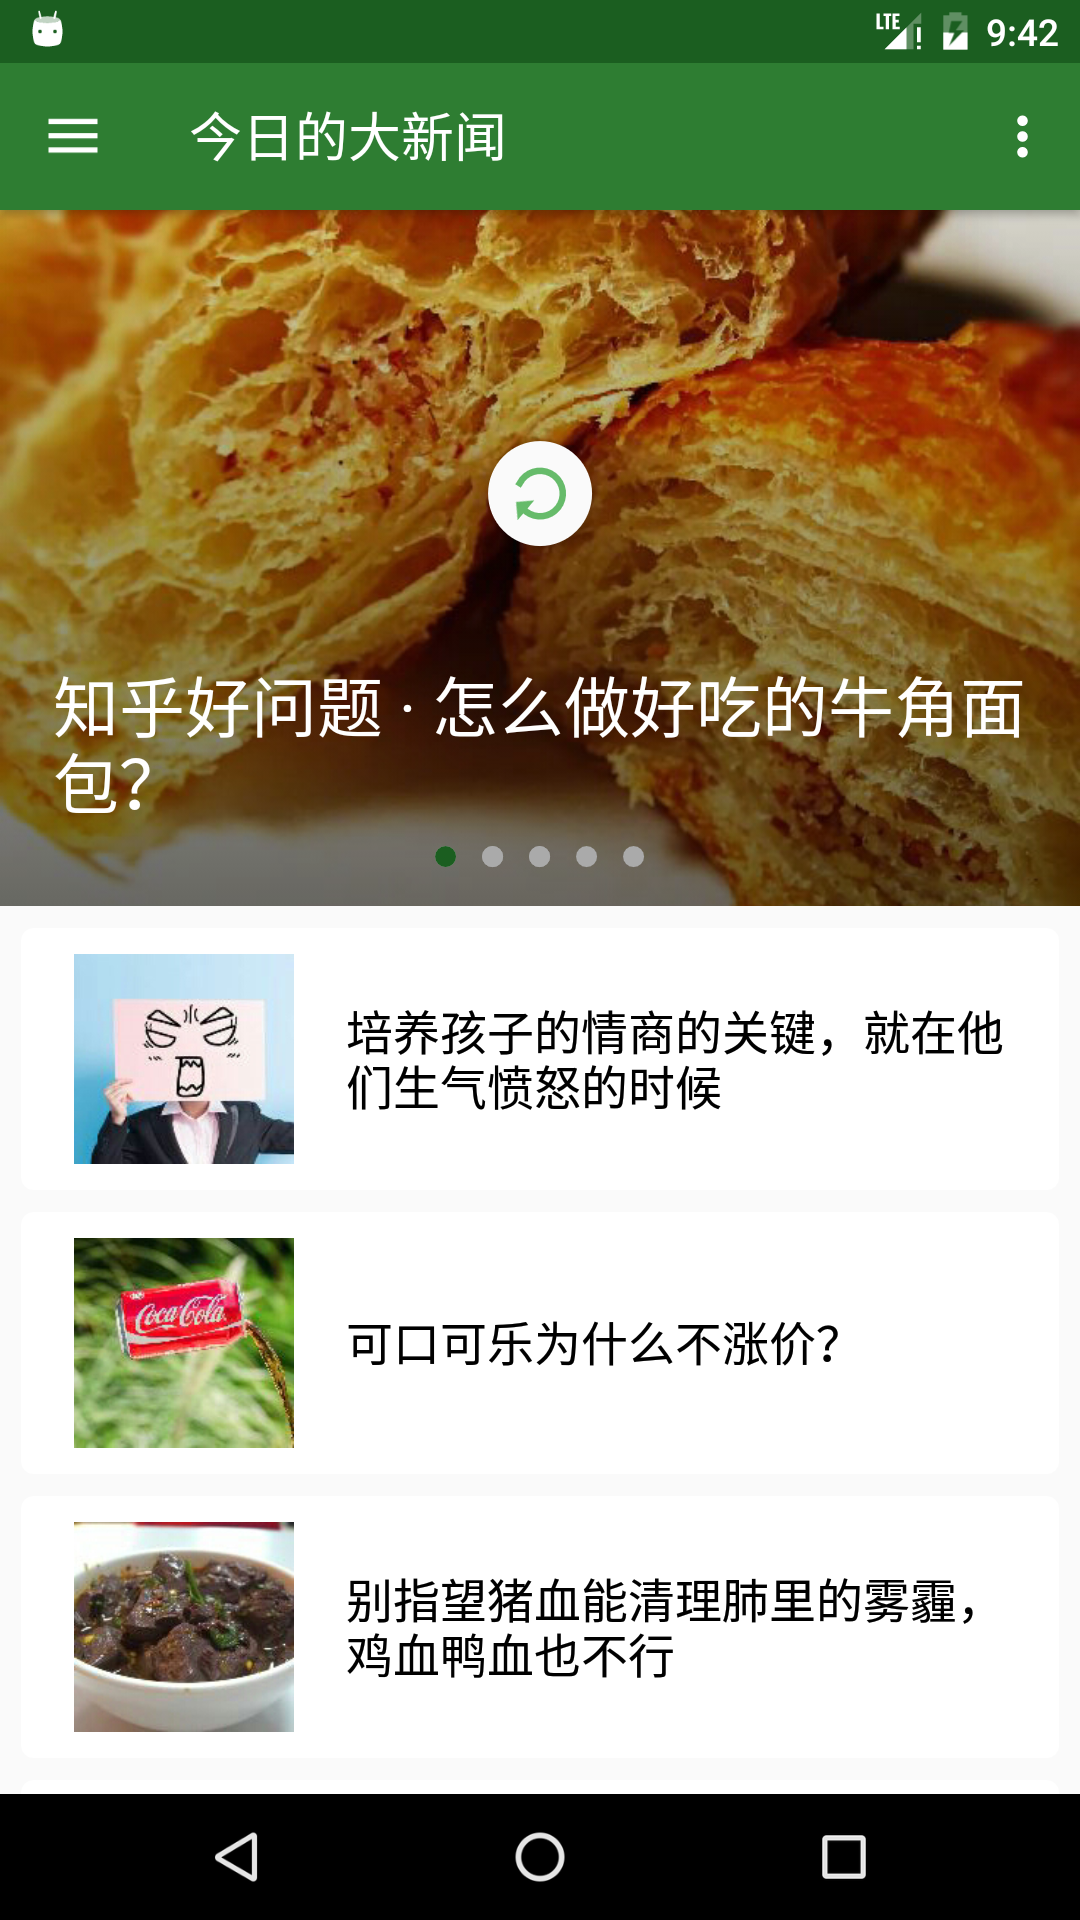 LTE 9:42
今日的大新闻
知乎好问题 · 怎么做好吃的牛角面
包？
培养孩子的情商的关键，就在他
们生气愤怒的时候
Coca-Cola
可口可乐为什么不涨价？
别指望猪血能清理肺里的雾霾，
鸡血鸭血也不行